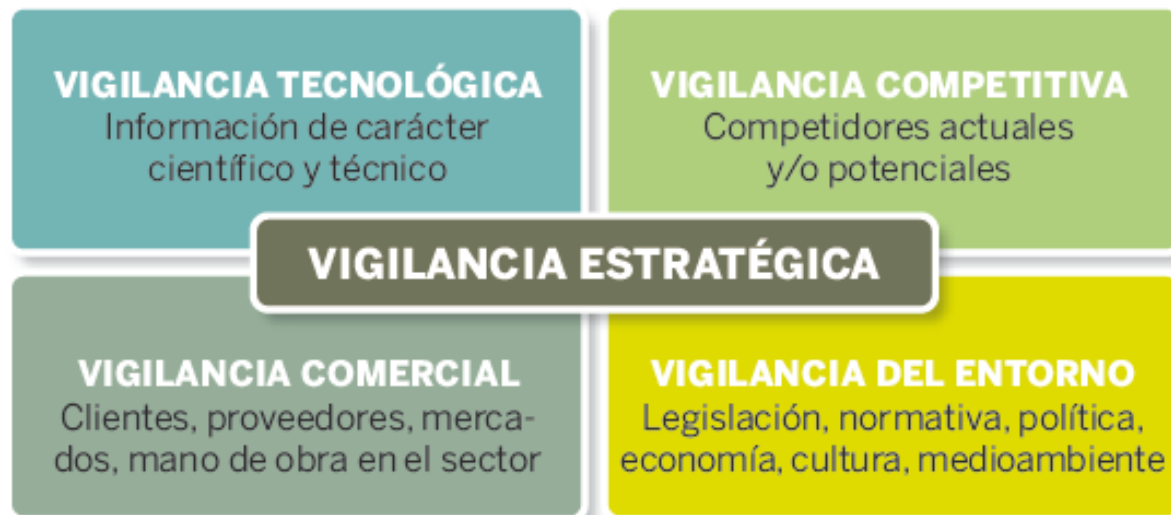 VIGILANCIA TECNOLÓGICA
Información de carácter
científico y técnico
VIGILANCIA COMPETITIVA
Competidores actuales
y/o potenciales
VIGILANCIA ESTRATÉGICA
VIGILANCIA COMERCIAL
Clientes, proveedores, merca-
dos, mano de obra en el sector
VIGILANCIA DEL ENTORNO
Legislación, normativa, política,
economía, cultura, medioambiente